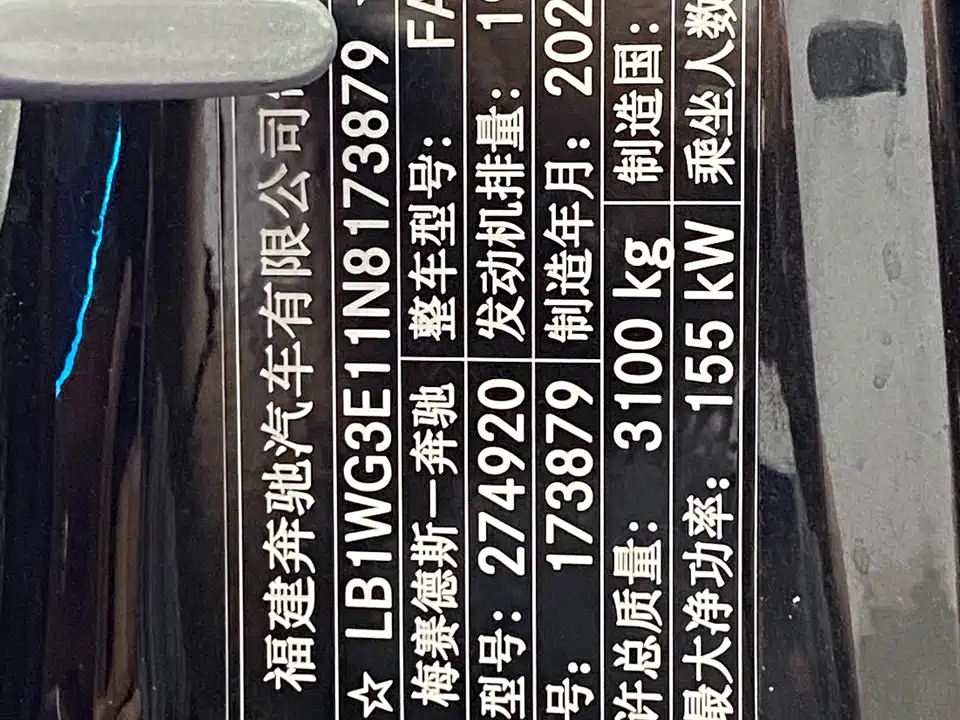 福建奔驰汽车有限公司
☆ LB1WG3E11N8173879
梅赛德斯一奔驰 整车型号: FA
型号: 274920 发动机排量: 1
号: 173879 制造年月: 202
许总质量: 3100 kg 制造国:
最大净功率: 155 kW 乘坐人数